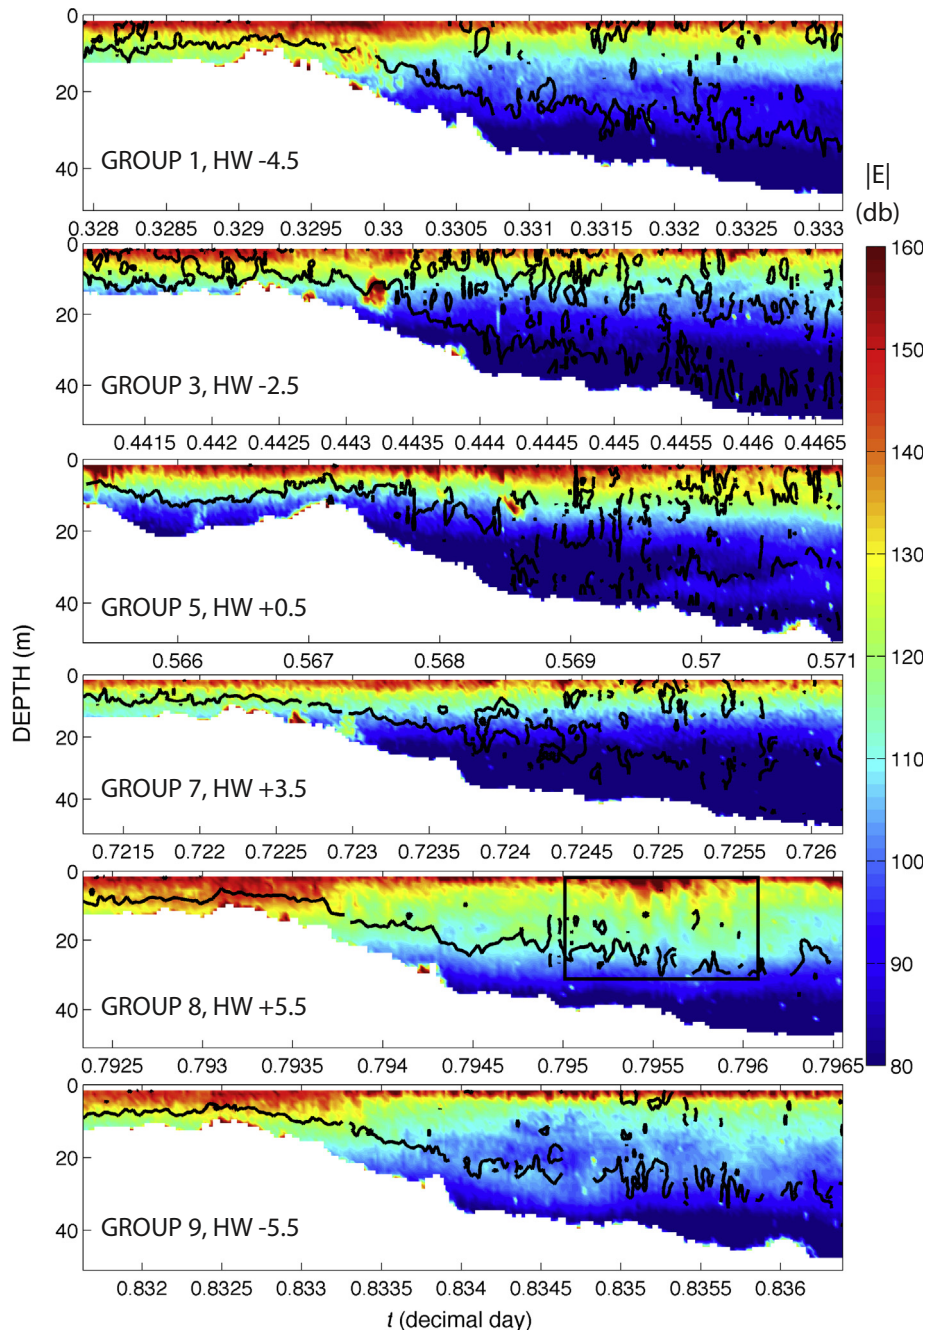 0
20
40
GROUP 1, HW -4.5
0.328 0.3285 0.329 0.3295 0.33 0.3305 0.331 0.3315 0.332 0.3325 0.333
|E|
(db)
0
20
40
GROUP 3, HW -2.5
0.4415 0.442 0.4425 0.443 0.4435 0.444 0.4445 0.445 0.4455 0.446 0.4465
0
20
40
GROUP 5, HW +0.5
0.566 0.567 0.568 0.569 0.57 0.571
0
20
40
GROUP 7, HW +3.5
0.7215 0.722 0.7225 0.723 0.7235 0.724 0.7245 0.725 0.7255 0.726
0
20
40
GROUP 8, HW +5.5
0.7925 0.793 0.7935 0.794 0.7945 0.795 0.7955 0.796 0.7965
0
20
40
GROUP 9, HW -5.5
0.832 0.8325 0.833 0.8335 0.834 0.8345 0.835 0.8355 0.836
t (decimal day)
DEPTH (m)
160
150
140
130
120
110
100
90
80